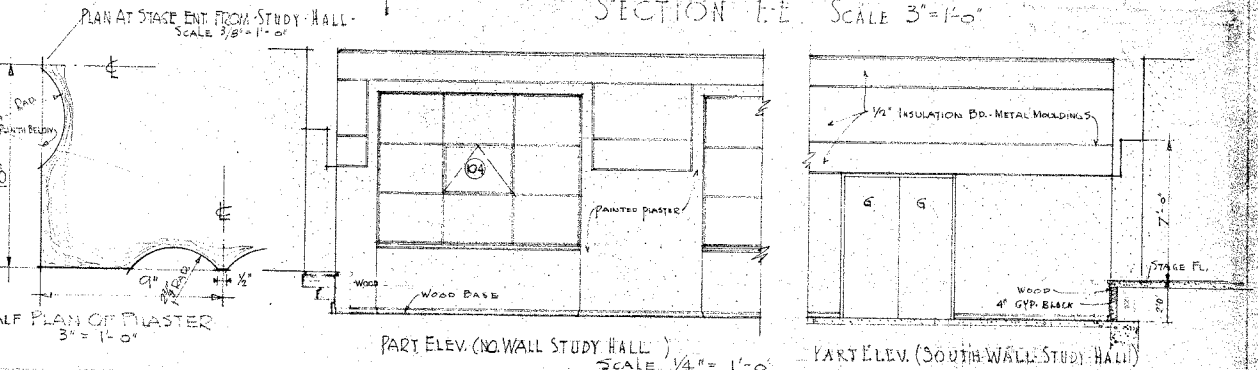 PLAN AT STAGE ENT. FROM STUDY HALL.
SCALE 3/8" = 1'-0"
SECTION E-E SCALE 3" = 1'-0"
RAD.
PLINTH BELOW
9"
1/2"
RAD.
HALF PLAN OF PILASTER
3" = 1'-0"
104
PAINTED PLASTER
WOOD
WOOD BASE
PART ELEV. (NO. WALL STUDY HALL)
SCALE 1/4" = 1'-0
1/2" INSULATION BD.-METAL MOULDINGS
G G
7'-0"
STAGE FL.
WOOD
4" GYP. BLOCK
2'0"
PART ELEV. (SOUTH WALL STUDY HALL)